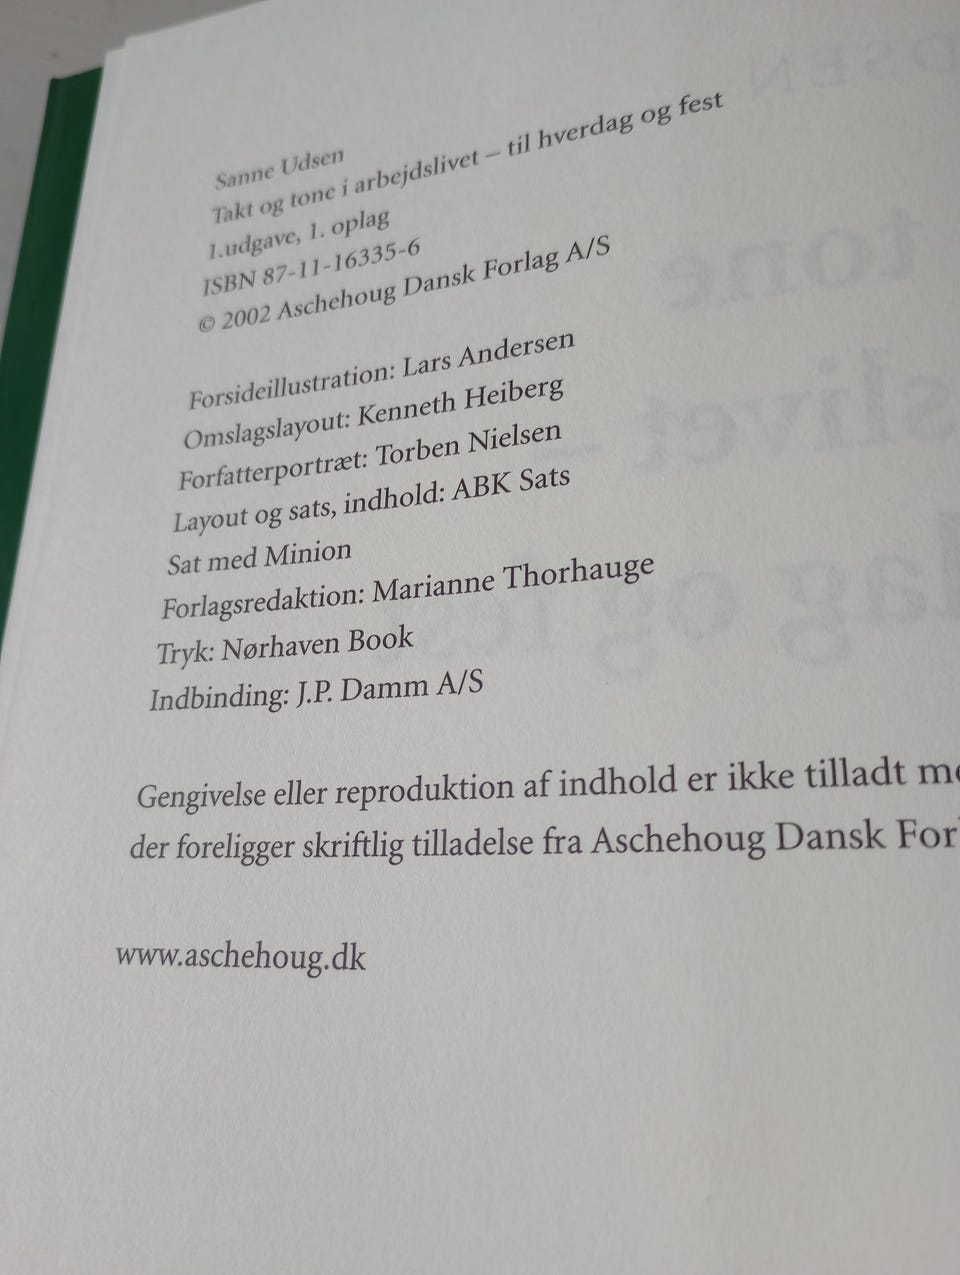 Sanne Udsen
Takt og tone i arbejdslivet – til hverdag og fest
1.udgave, 1. oplag
ISBN 87-11-16335-6
© 2002 Aschehoug Dansk Forlag A/S
Forsideillustration: Lars Andersen
Omslagslayout: Kenneth Heiberg
Forfatterportræt: Torben Nielsen
Layout og sats, indhold: ABK Sats
Sat med Minion
Forlagsredaktion: Marianne Thorhauge
Tryk: Nørhaven Book
Indbinding: J.P. Damm A/S
Gengivelse eller reproduktion af indhold er ikke tilladt
der foreligger skriftlig tilladelse fra Aschehoug Dansk For
www.aschehoug.dk